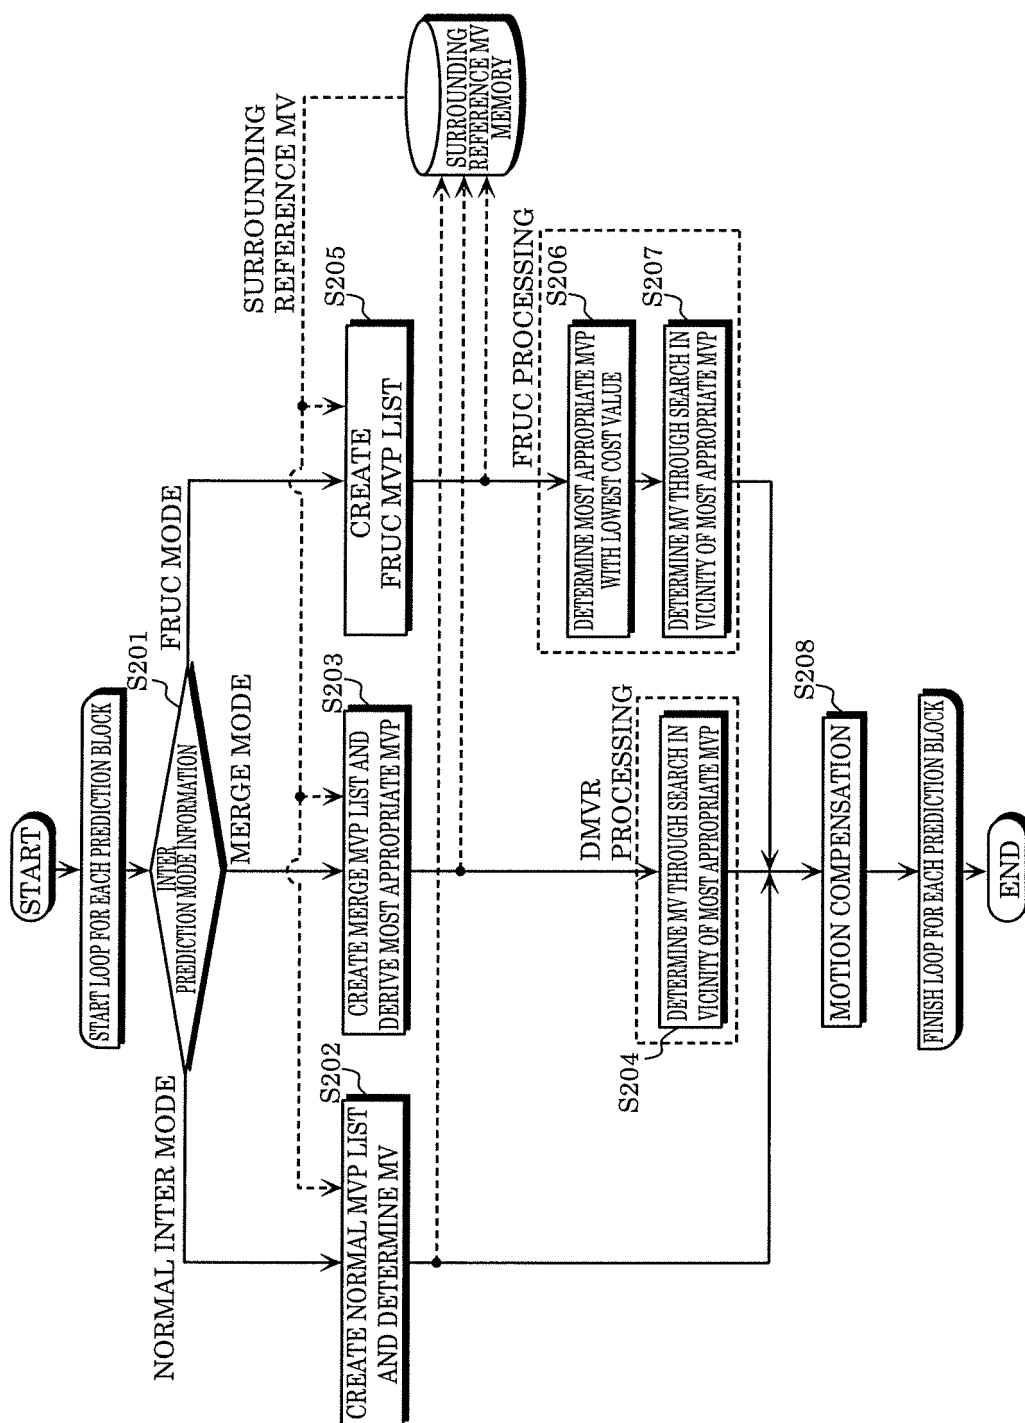 START
START LOOP FOR EACH PREDICTION BLOCK
S201
INTER
PREDICTION MODE INFORMATION
NORMAL INTER MODE
MERGE MODE
FRUC MODE
SURROUNDING
REFERENCE MV
S202
CREATE NORMAL MVP LIST
AND DETERMINE MV
S203
CREATE MERGE MVP LIST AND
DERIVE MOST APPROPRIATE MVP
S205
CREATE
FRUC MVP LIST
SURROUNDING
REFERENCE MV
MEMORY
DMVR
PROCESSING
S204
DETERMINE MV THROUGH SEARCH IN
VICINITY OF MOST APPROPRIATE MVP
FRUC PROCESSING
S206
DETERMINE MOST APPROPRIATE MVP
WITH LOWEST COST VALUE
S207
DETERMINE MV THROUGH SEARCH IN
VICINITY OF MOST APPROPRIATE MVP
S208
MOTION COMPENSATION
FINISH LOOP FOR EACH PREDICTION BLOCK
END